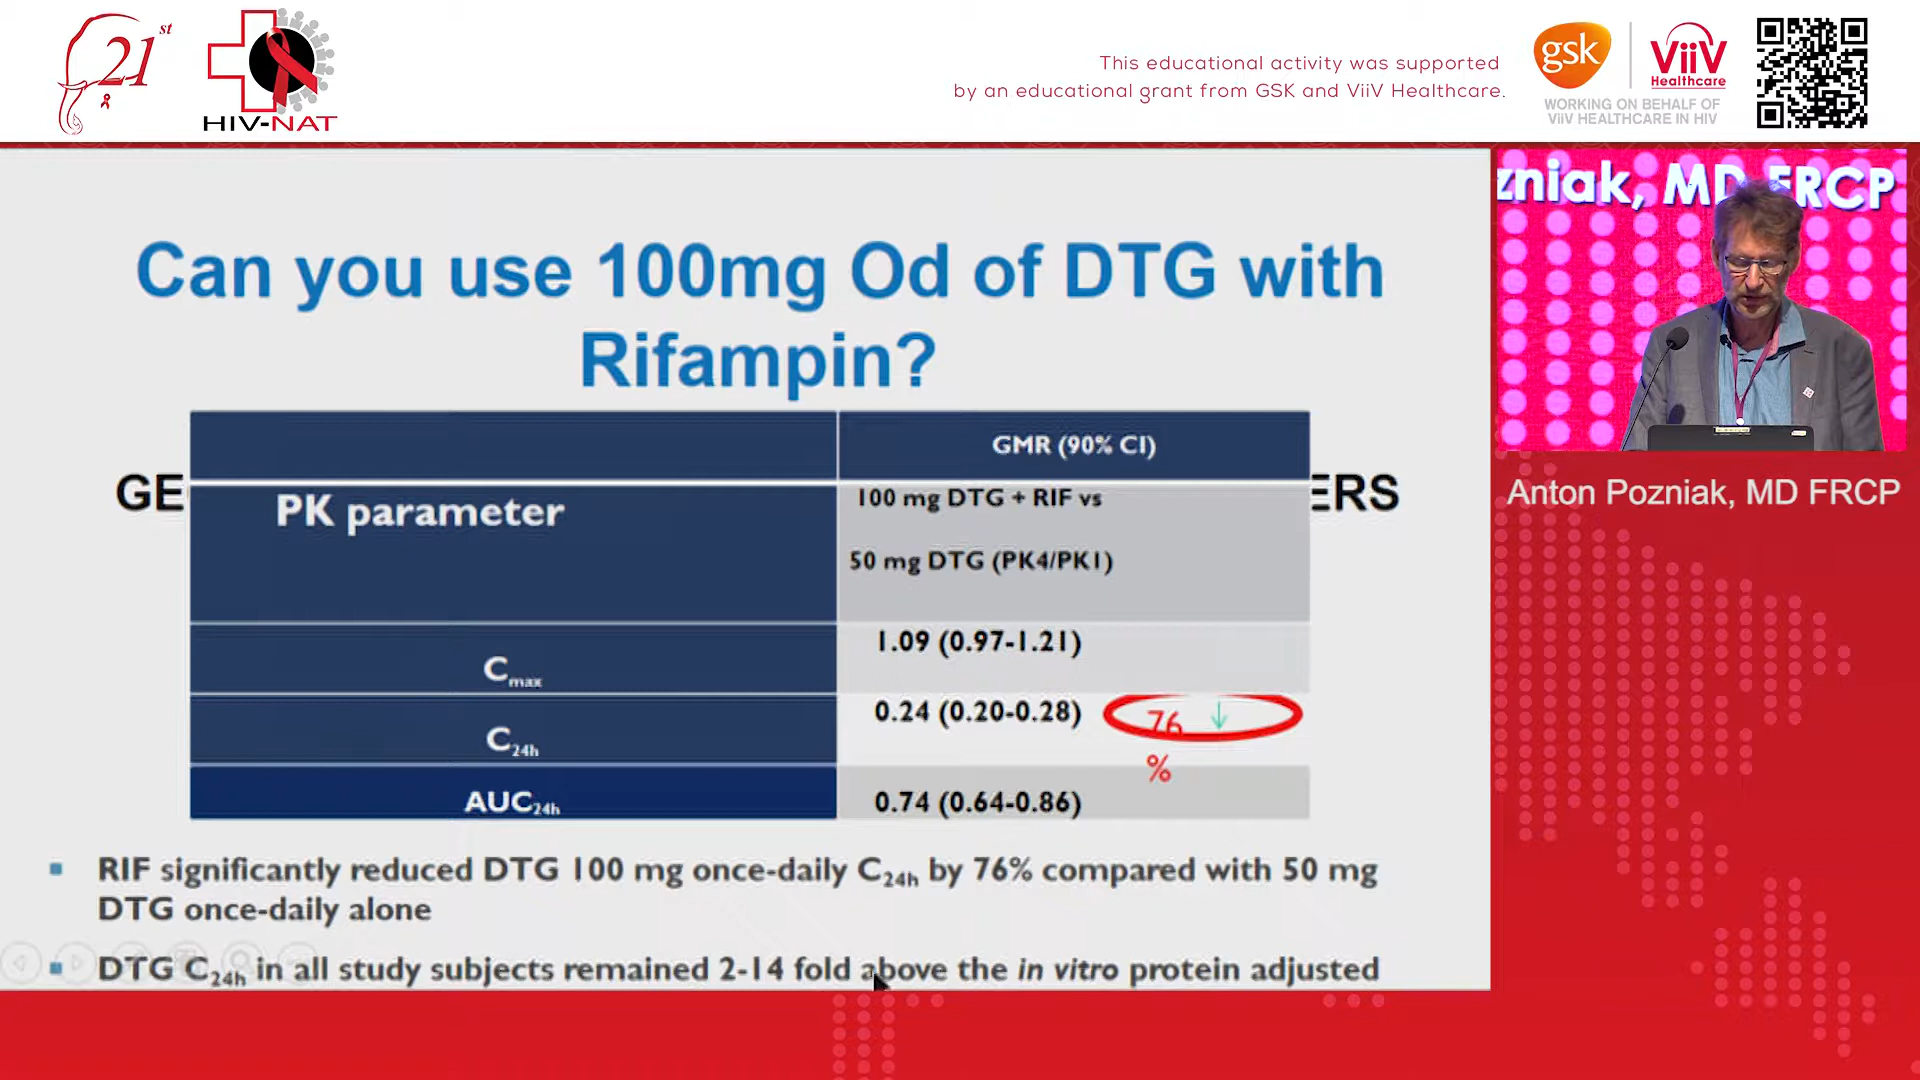 21st
HIV-NAT
This educational activity was supported
by an educational grant from GSK and ViiV Healthcare.
gsk
ViiV
Healthcare
WORKING ON BEHALF OF
ViiV HEALTHCARE IN HIV
zniak, MD FRCP
Anton Pozniak, MD FRCP
Can you use 100mg Od of DTG with
Rifampin?
GE
ERS
GMR (90% CI)
PK parameter
100 mg DTG + RIF vs
50 mg DTG (PK4/PK1)
Cmax
1.09 (0.97-1.21)
C24h
0.24 (0.20-0.28) 76 ↓
%
AUC24h
0.74 (0.64-0.86)
▪ RIF significantly reduced DTG 100 mg once-daily C24h by 76% compared with 50 mg
DTG once-daily alone
▪ DTG C24h in all study subjects remained 2-14 fold above the in vitro protein adjusted